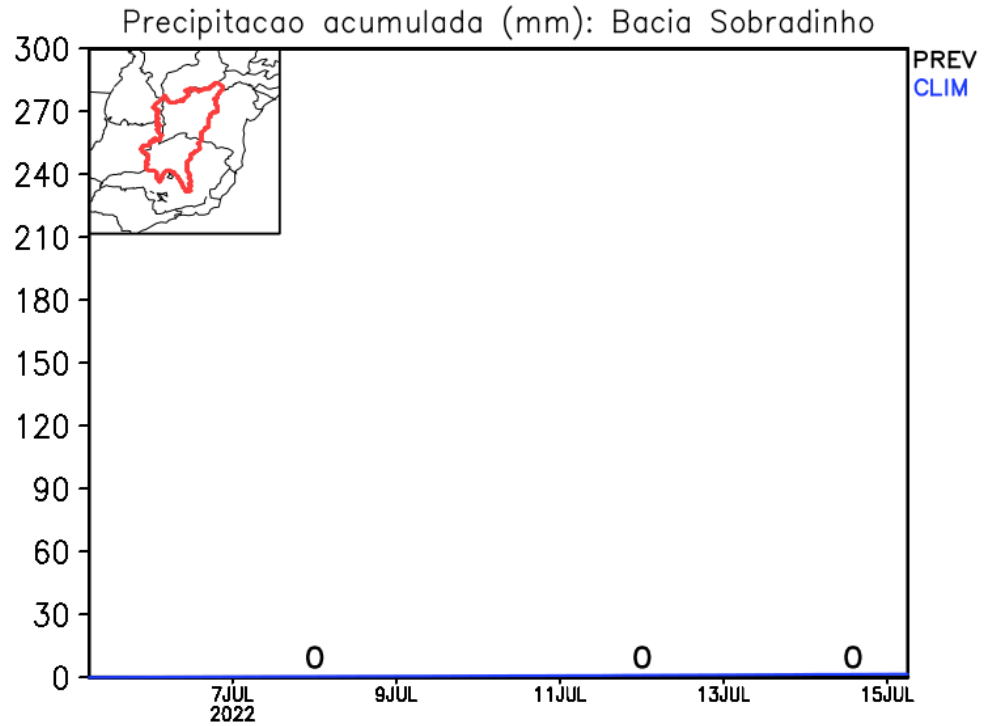 Precipitacao acumulada (mm): Bacia Sobradinho
PREV
CLIM
300
270
240
210
180
150
120
90
60
30
0
0 0 0
7JUL 9JUL 11JUL 13JUL 15JUL
2022